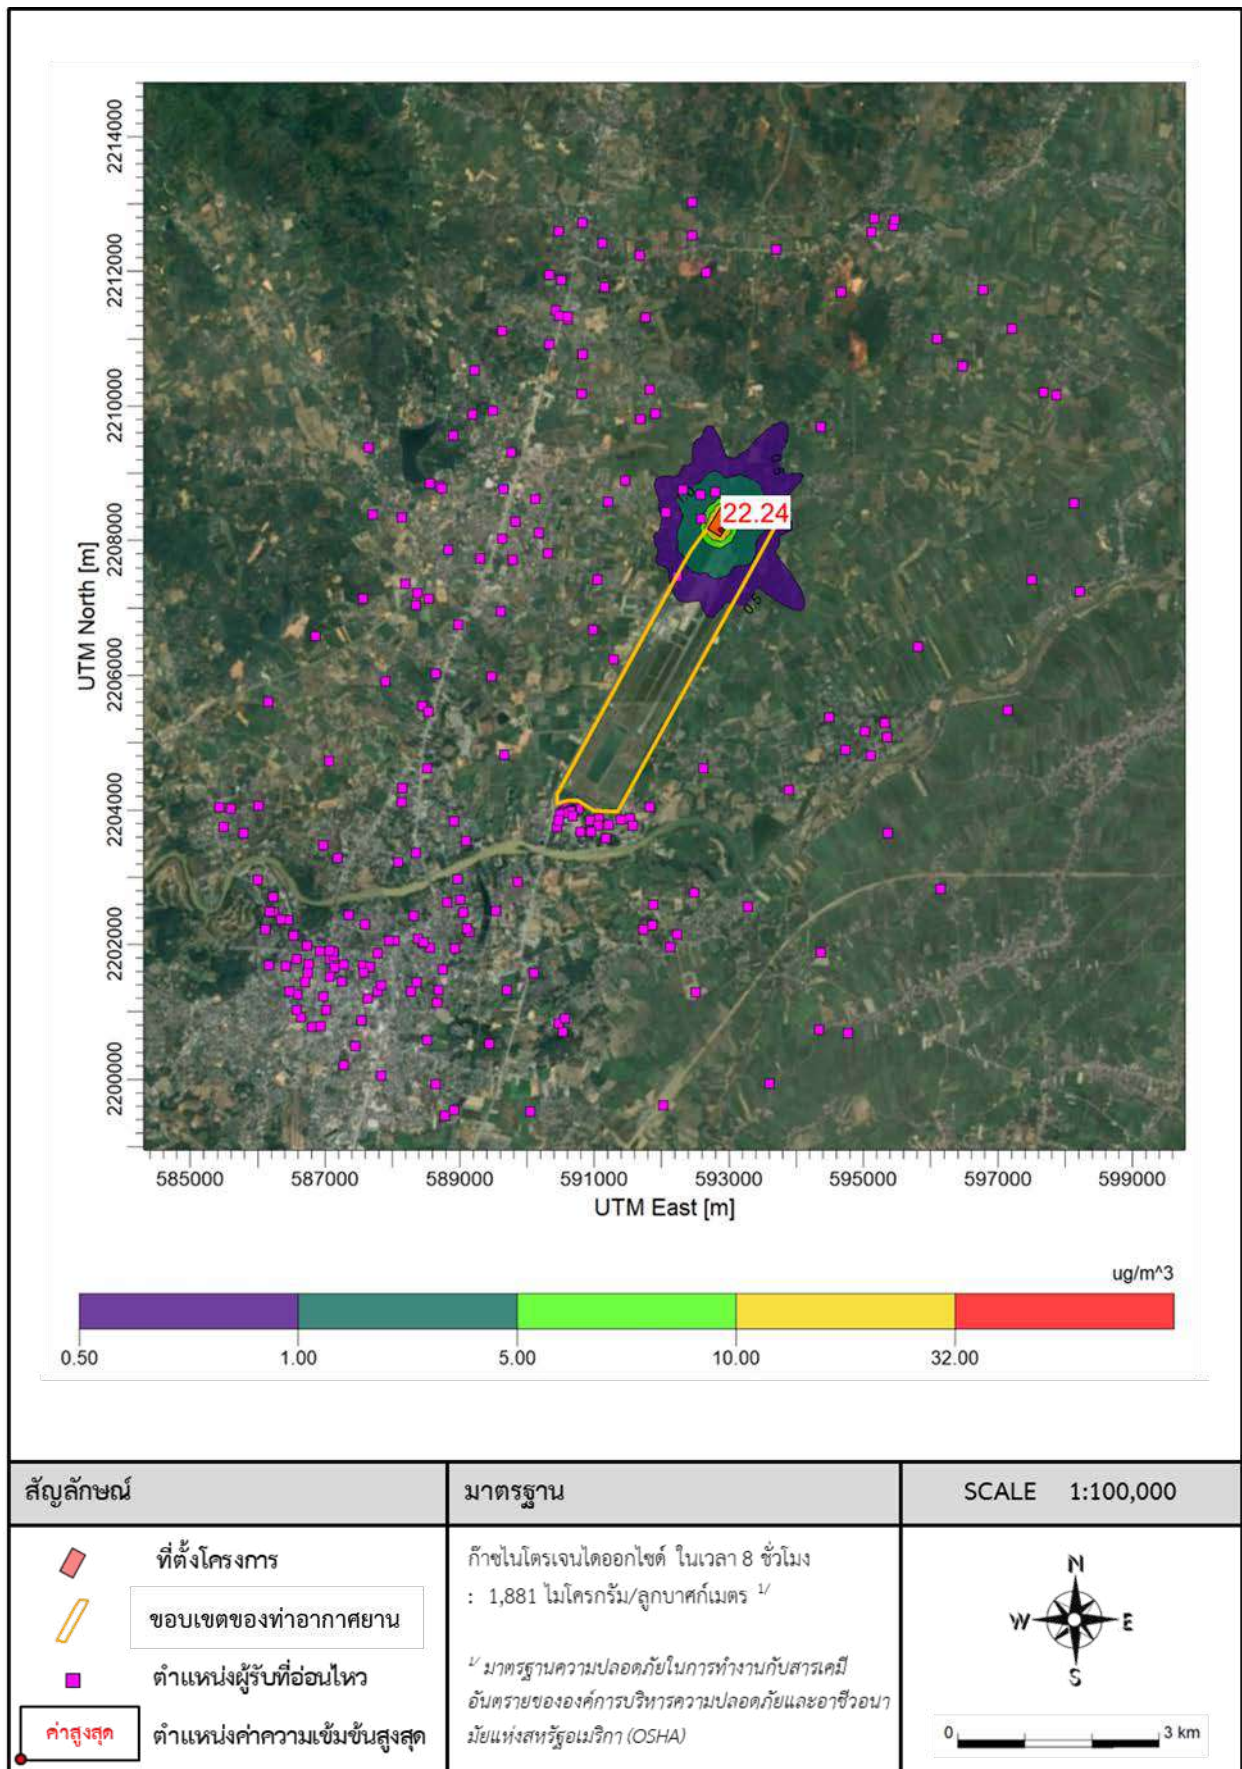 2214000
2212000
2210000
2208000
2206000
2204000
2202000
2200000
UTM North [m]
0.5
1.0
22.24
0.5
585000 587000 589000 591000 593000 595000 597000 599000
UTM East [m]
ug/m^3
0.50 1.00 5.00 10.00 32.00
สัญลักษณ์
ที่ตั้งโครงการ
ขอบเขตของท่าอากาศยาน
ตำแหน่งผู้รับที่อ่อนไหว
ค่าสูงสุด
ตำแหน่งค่าความเข้มข้นสูงสุด
มาตรฐาน
ก๊าซไนโตรเจนไดออกไซด์ ในเวลา 8 ชั่วโมง
: 1,881 ไมโครกรัม/ลูกบาศก์เมตร 1/
1/ มาตรฐานความปลอดภัยในการทำงานกับสารเคมี
อันตรายขององค์การบริหารความปลอดภัยและอาชีวอนา
มัยแห่งสหรัฐอเมริกา (OSHA)
SCALE 1:100,000
N
W E
S
0 3 km